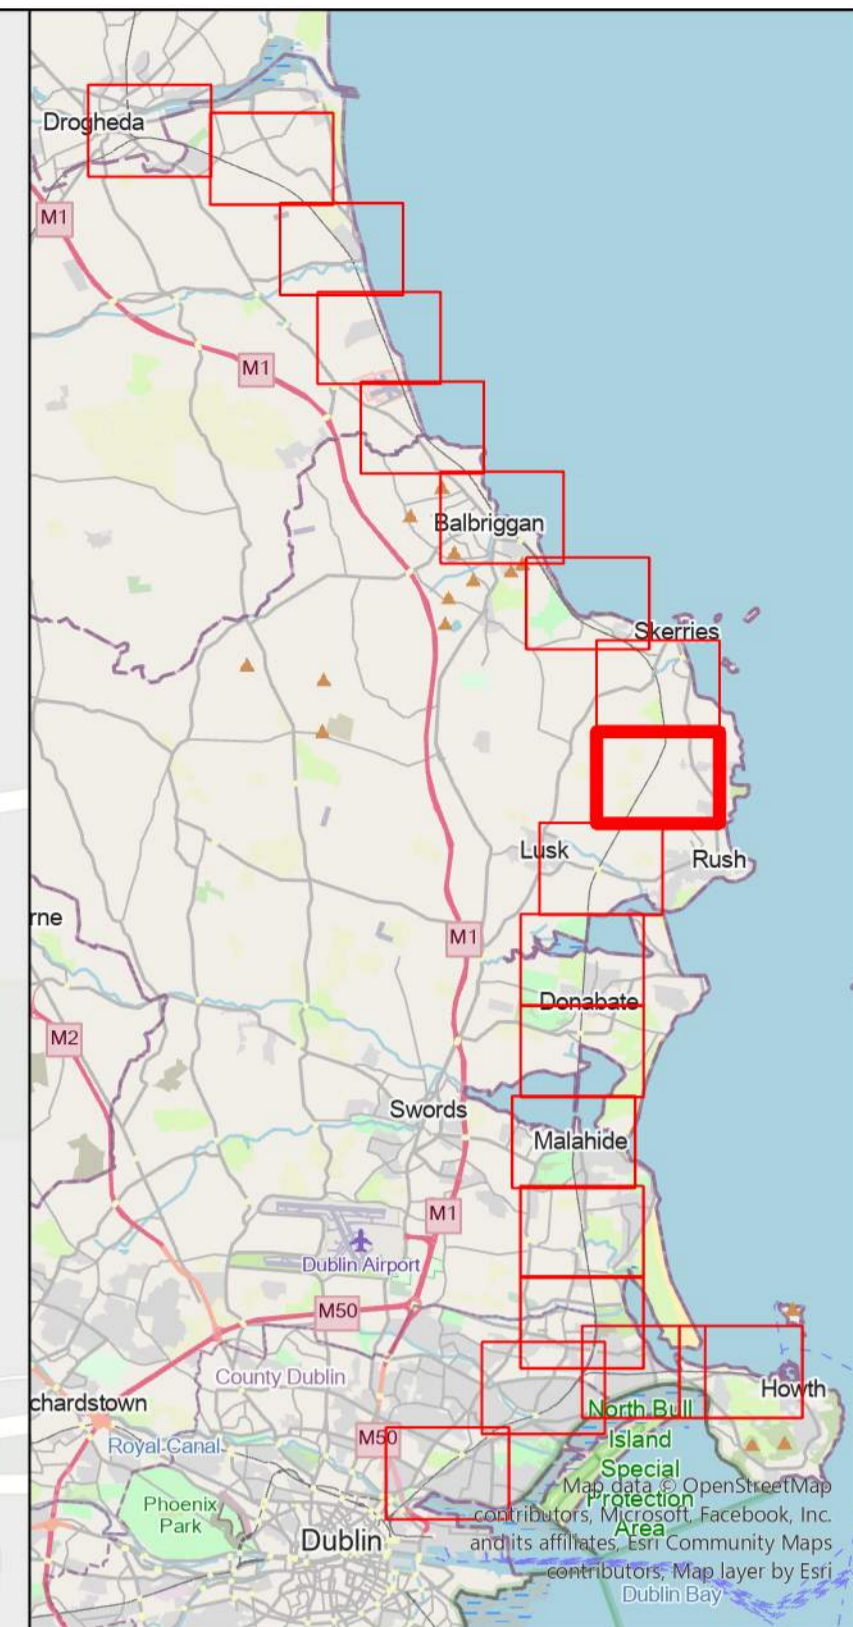 Drogheda
M1
M1
Balbriggan
Skerries
Lusk
Rush
rne
M1
Donabate
M2
Swords
Malahide
M1
Dublin Airport
M50
County Dublin
Howth
chardstown
North Bull
Island
Special
Protection
Area
M50
Royal Canal
Phoenix
Park
Dublin
Map data © OpenStreetMap
contributors, Microsoft, Facebook, Inc.
and its affiliates, Esri Community Maps
contributors, Map layer by Esri
Dublin Bay